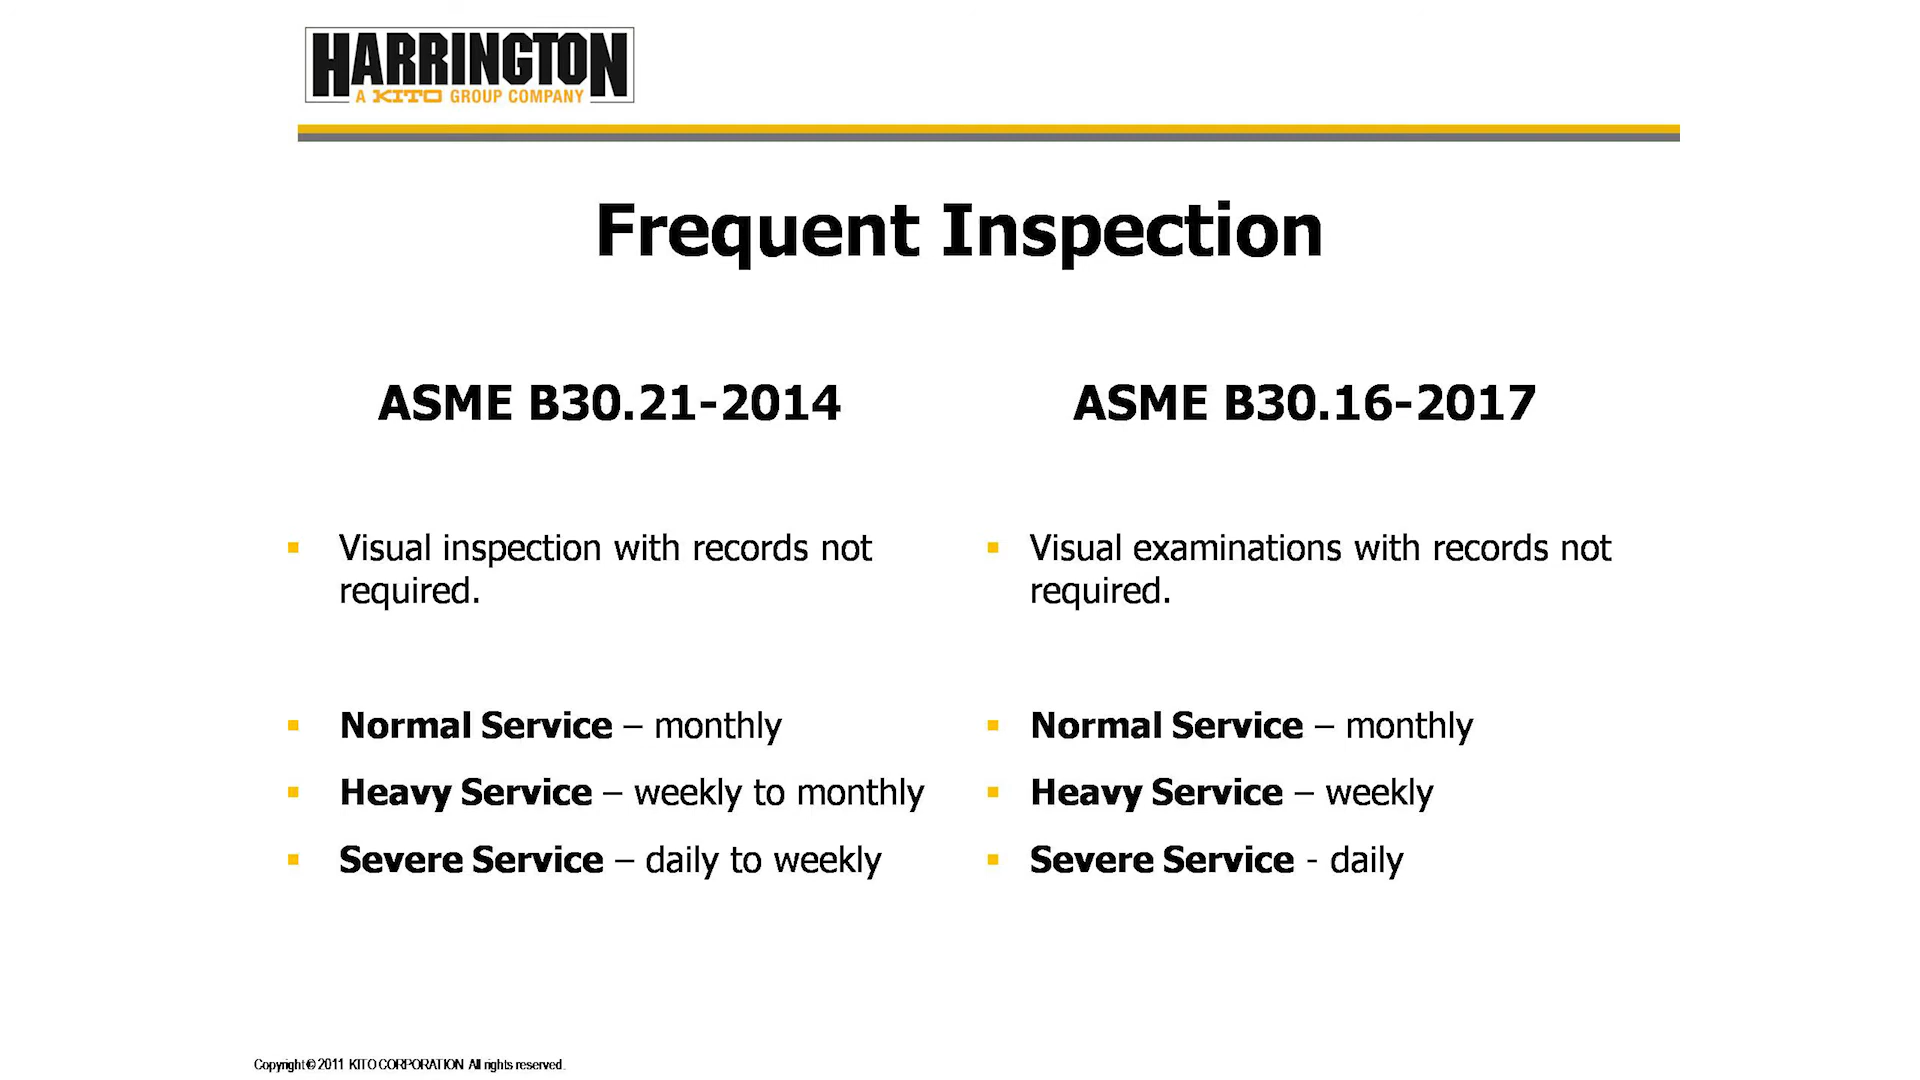 HARRINGTON
A KITO GROUP COMPANY
Frequent Inspection
ASME B30.21-2014
▪ Visual inspection with records not
required.
▪ Normal Service – monthly
▪ Heavy Service – weekly to monthly
▪ Severe Service – daily to weekly
ASME B30.16-2017
▪ Visual examinations with records not
required.
▪ Normal Service – monthly
▪ Heavy Service – weekly
▪ Severe Service - daily
Copyright © 2011 KITO CORPORATION All rights reserved.